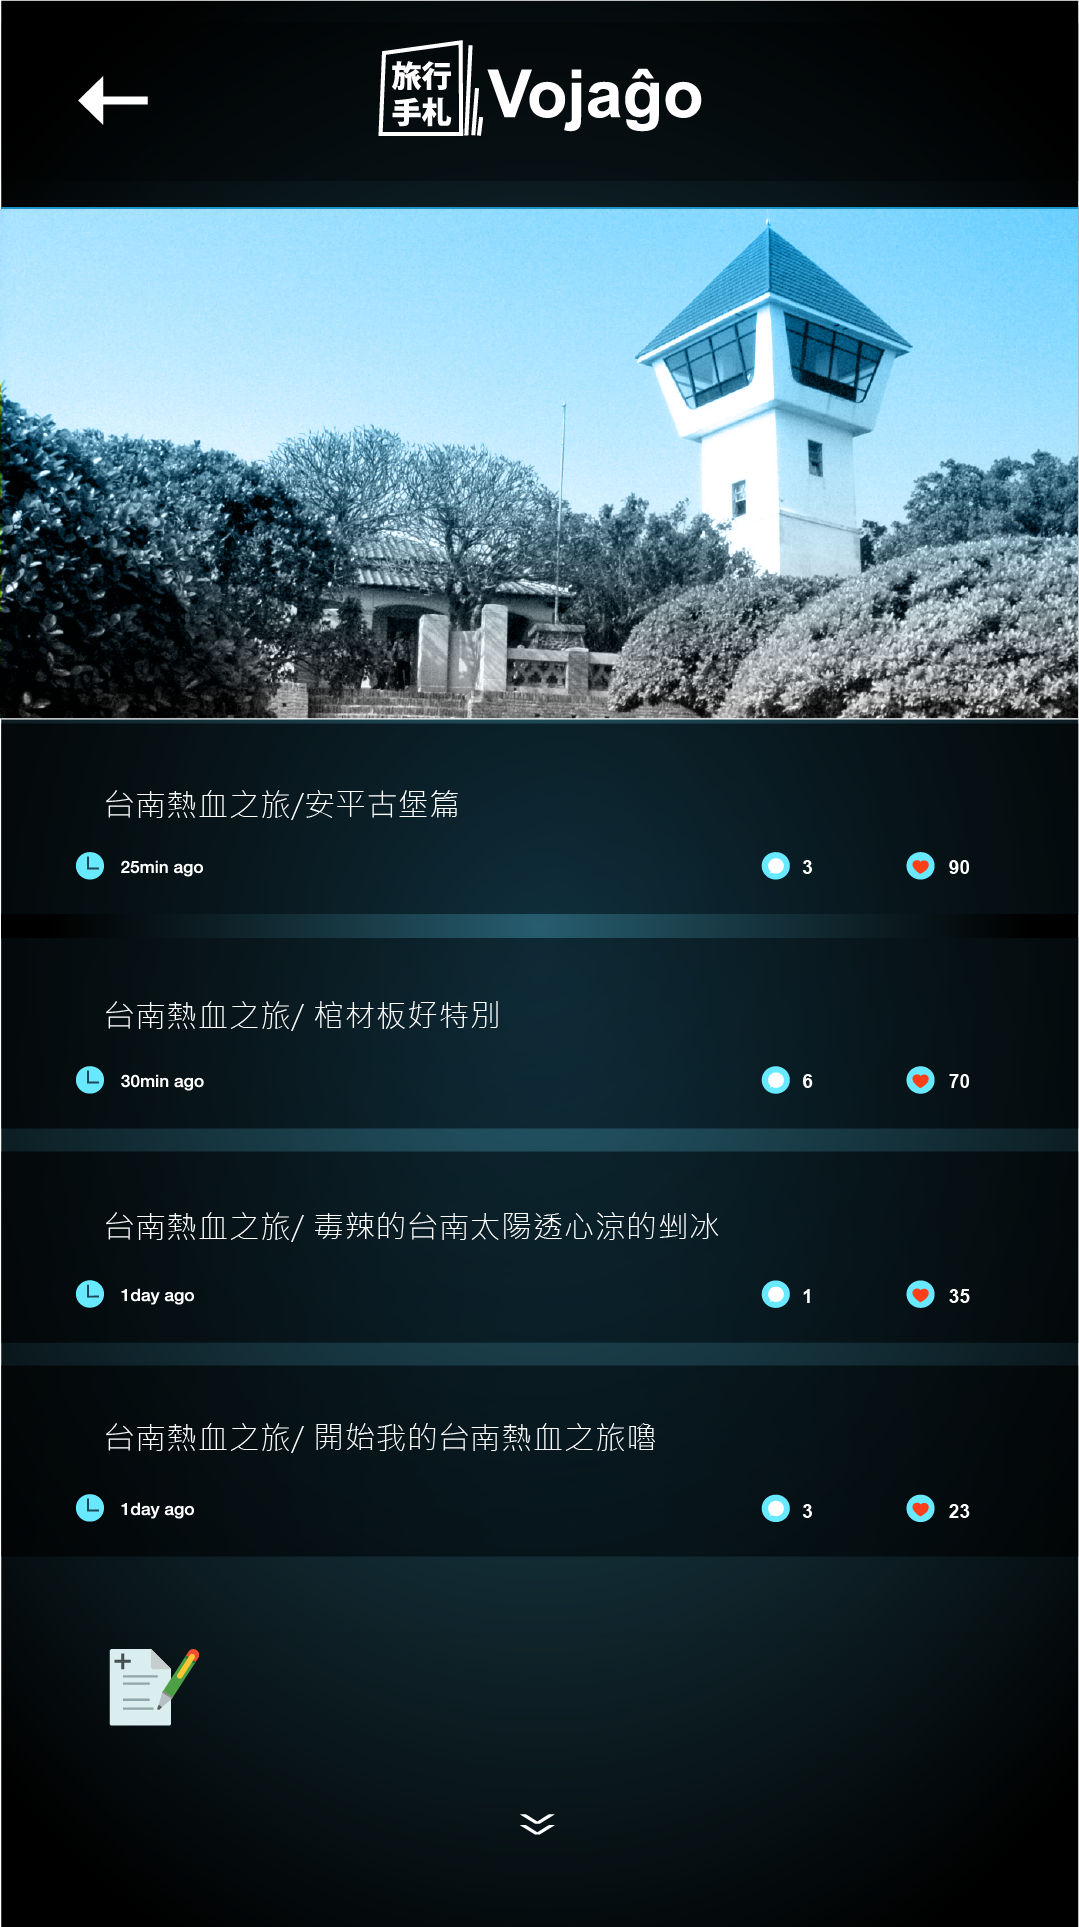 旅行
手札
Vojaĝo
台南熱血之旅/安平古堡篇
25min ago
3
90
台南熱血之旅/ 棺材板好特別
30min ago
6
70
台南熱血之旅/ 毒辣的台南太陽透心涼的剉冰
1day ago
1
35
台南熱血之旅/ 開始我的台南熱血之旅嚕
1day ago
3
23